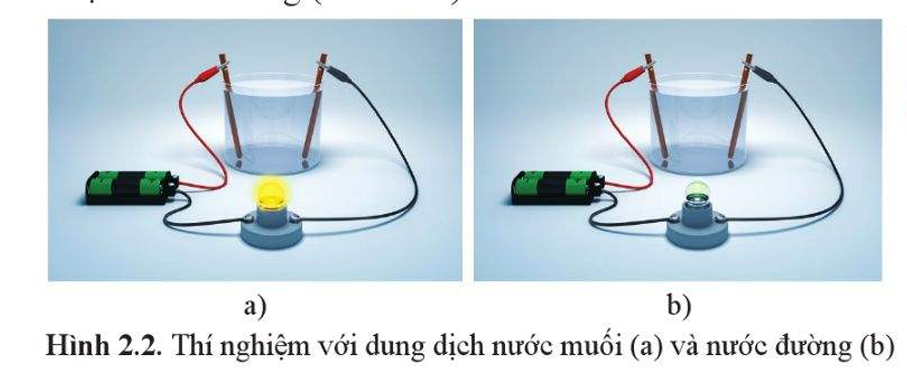 a)
b)
Hình 2.2. Thí nghiệm với dung dịch nước muối (a) và nước đường (b)